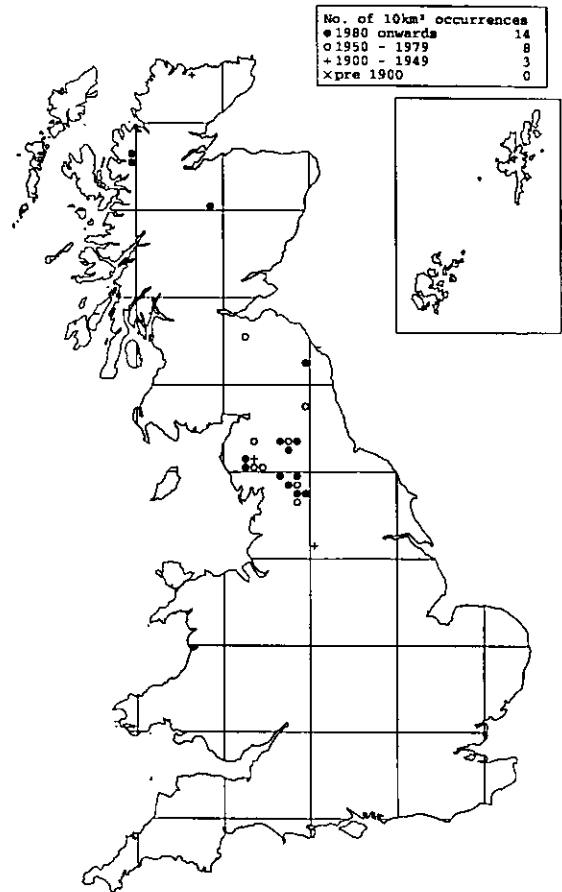 No. of 10km² occurrences
● 1980 onwards 14
o 1950 - 1979 8
+ 1900 - 1949 3
× pre 1900 0